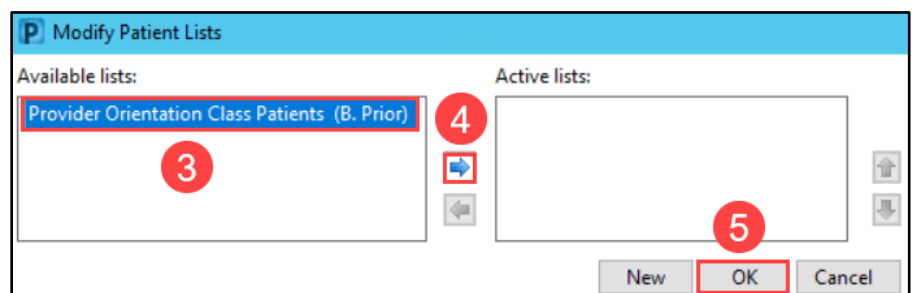 P Modify Patient Lists
Available lists:
Active lists:
Provider Orientation Class Patients (B. Prior)
4
3
5
New
OK
Cancel